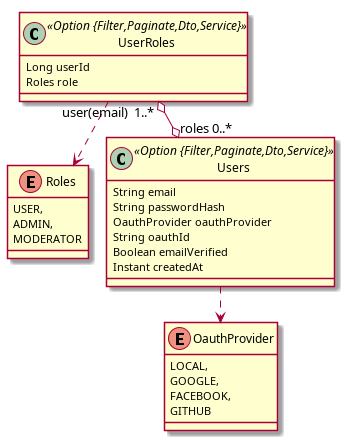 C «Option {Filter,Paginate,Dto,Service}»
UserRoles
Long userId
Roles role
user(email) 1..*
roles 0..*
C «Option {Filter,Paginate,Dto,Service}»
Users
String email
String passwordHash
OauthProvider oauthProvider
String oauthId
Boolean emailVerified
Instant createdAt
E Roles
USER,
ADMIN,
MODERATOR
E OauthProvider
LOCAL,
GOOGLE,
FACEBOOK,
GITHUB